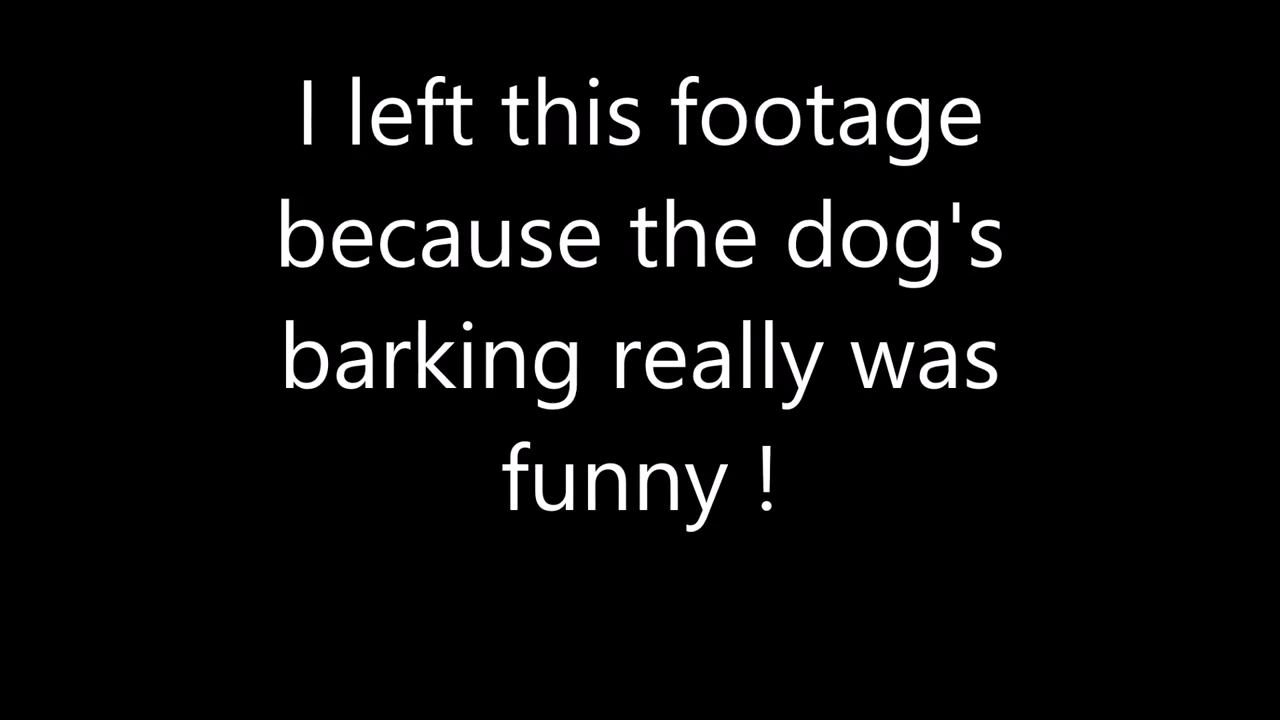 I left this footage
because the dog's
barking really was
funny !